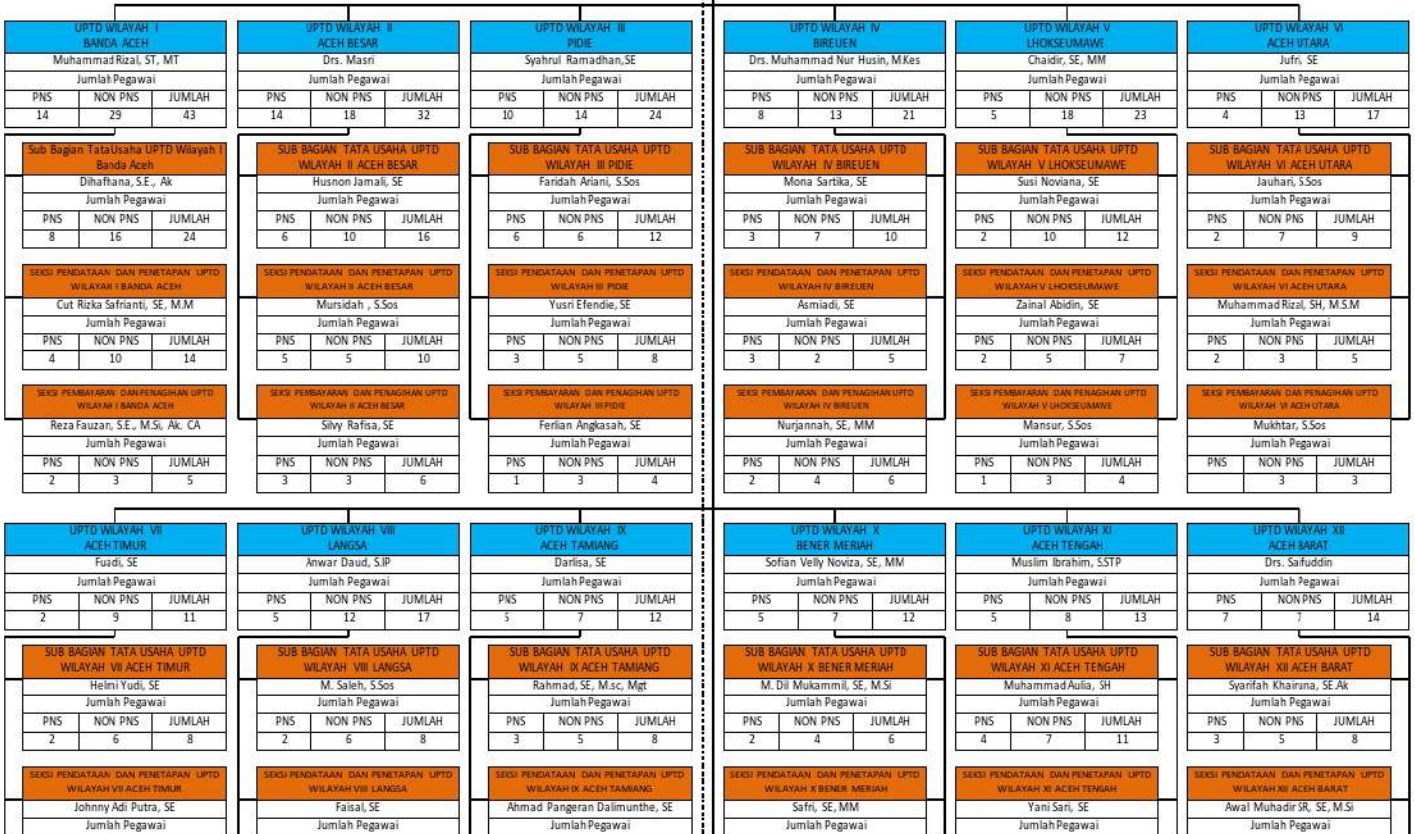 UPTD WILAYAH I
BANDA ACEH
Muhammad Rizal, ST, MT
Jumlah Pegawai
PNS NON PNS JUMLAH
14 29 43
Sub Bagian TataUsaha UPTD Wilayah I
Banda Aceh
Dihafhana, S.E., Ak
Jumlah Pegawai
PNS NON PNS JUMLAH
8 16 24
SEKSI PENDATAAN DAN PENETAPAN UPTD
WILAYAH I BANDA ACEH
Cut Rizka Safrianti, SE, M.M
Jumlah Pegawai
PNS NON PNS JUMLAH
4 10 14
SEKSI PEMBAYARAN DAN PENAGIHAN UPTD
WILAYAH I BANDA ACEH
Reza Fauzan, S.E., M.Si, Ak. CA
Jumlah Pegawai
PNS NON PNS JUMLAH
2 3 5
UPTD WILAYAH II
ACEH BESAR
Drs. Masri
Jumlah Pegawai
PNS NON PNS JUMLAH
14 18 32
SUB BAGIAN TATA USAHA UPTD
WILAYAH II ACEH BESAR
Husnon Jamali, SE
Jumlah Pegawai
PNS NON PNS JUMLAH
6 10 16
SEKSI PENDATAAN DAN PENETAPAN UPTD
WILAYAH II ACEH BESAR
Mursidah , S.Sos
Jumlah Pegawai
PNS NON PNS JUMLAH
5 5 10
SEKSI PEMBAYARAN DAN PENAGIHAN UPTD
WILAYAH II ACEH BESAR
Silvy Rafisa, SE
Jumlah Pegawai
PNS NON PNS JUMLAH
3 3 6
UPTD WILAYAH III
PIDIE
Syahrul Ramadhan,SE
Jumlah Pegawai
PNS NON PNS JUMLAH
10 14 24
SUB BAGIAN TATA USAHA UPTD
WILAYAH III PIDIE
Faridah Ariani, S.Sos
Jumlah Pegawai
PNS NON PNS JUMLAH
6 6 12
SEKSI PENDATAAN DAN PENETAPAN UPTD
WILAYAH III PIDIE
Yusri Efendie, SE
Jumlah Pegawai
PNS NON PNS JUMLAH
3 5 8
SEKSI PEMBAYARAN DAN PENAGIHAN UPTD
WILAYAH III PIDIE
Ferlian Angkasah, SE
Jumlah Pegawai
PNS NON PNS JUMLAH
1 3 4
UPTD WILAYAH IV
BIREUEN
Drs. Muhammad Nur Husin, M.Kes
Jumlah Pegawai
PNS NON PNS JUMLAH
8 13 21
SUB BAGIAN TATA USAHA UPTD
WILAYAH IV BIREUEN
Mona Sartika, SE
Jumlah Pegawai
PNS NON PNS JUMLAH
3 7 10
SEKSI PENDATAAN DAN PENETAPAN UPTD
WILAYAH IV BIREUEN
Asmiadi, SE
Jumlah Pegawai
PNS NON PNS JUMLAH
3 2 5
SEKSI PEMBAYARAN DAN PENAGIHAN UPTD
WILAYAH IV BIREUEN
Nurjannah, SE, MM
Jumlah Pegawai
PNS NON PNS JUMLAH
2 4 6
UPTD WILAYAH V
LHOKSEUMAWE
Chaidir, SE, MM
Jumlah Pegawai
PNS NON PNS JUMLAH
5 18 23
SUB BAGIAN TATA USAHA UPTD
WILAYAH V LHOKSEUMAWE
Susi Noviana, SE
Jumlah Pegawai
PNS NON PNS JUMLAH
2 10 12
SEKSI PENDATAAN DAN PENETAPAN UPTD
WILAYAH V LHOKSEUMAWE
Zainal Abidin, SE
Jumlah Pegawai
PNS NON PNS JUMLAH
2 5 7
SEKSI PEMBAYARAN DAN PENAGIHAN UPTD
WILAYAH V LHOKSEUMAWE
Mansur, S.Sos
Jumlah Pegawai
PNS NON PNS JUMLAH
1 3 4
UPTD WILAYAH VI
ACEH UTARA
Jufri, SE
Jumlah Pegawai
PNS NON PNS JUMLAH
4 13 17
SUB BAGIAN TATA USAHA UPTD
WILAYAH VI ACEH UTARA
Jauhari, S.Sos
Jumlah Pegawai
PNS NON PNS JUMLAH
2 7 9
SEKSI PENDATAAN DAN PENETAPAN UPTD
WILAYAH VI ACEH UTARA
Muhammad Rizal, SH, M.S.M
Jumlah Pegawai
PNS NON PNS JUMLAH
2 3 5
SEKSI PEMBAYARAN DAN PENAGIHAN UPTD
WILAYAH VI ACEH UTARA
Mukhtar, S.Sos
Jumlah Pegawai
PNS NON PNS JUMLAH
3 3
UPTD WILAYAH VII
ACEH TIMUR
Fuadi, SE
Jumlah Pegawai
PNS NON PNS JUMLAH
2 9 11
SUB BAGIAN TATA USAHA UPTD
WILAYAH VII ACEH TIMUR
Helmi Yudi, SE
Jumlah Pegawai
PNS NON PNS JUMLAH
2 6 8
SEKSI PENDATAAN DAN PENETAPAN UPTD
WILAYAH VII ACEH TIMUR
Johnny Adi Putra, SE
Jumlah Pegawai
UPTD WILAYAH VIII
LANGSA
Anwar Daud, S.IP
Jumlah Pegawai
PNS NON PNS JUMLAH
5 12 17
SUB BAGIAN TATA USAHA UPTD
WILAYAH VIII LANGSA
M. Saleh, S.Sos
Jumlah Pegawai
PNS NON PNS JUMLAH
2 6 8
SEKSI PENDATAAN DAN PENETAPAN UPTD
WILAYAH VIII LANGSA
Faisal, SE
Jumlah Pegawai
UPTD WILAYAH IX
ACEH TAMIANG
Darlisa, SE
Jumlah Pegawai
PNS NON PNS JUMLAH
5 7 12
SUB BAGIAN TATA USAHA UPTD
WILAYAH IX ACEH TAMIANG
Rahmad, SE, M.sc, Mgt
Jumlah Pegawai
PNS NON PNS JUMLAH
3 5 8
SEKSI PENDATAAN DAN PENETAPAN UPTD
WILAYAH IX ACEH TAMIANG
Ahmad Pangeran Dalimunthe, SE
Jumlah Pegawai
UPTD WILAYAH X
BENER MERIAH
Sofian Velly Noviza, SE, MM
Jumlah Pegawai
PNS NON PNS JUMLAH
5 7 12
SUB BAGIAN TATA USAHA UPTD
WILAYAH X BENER MERIAH
M. Dil Mukammil, SE, M.Si
Jumlah Pegawai
PNS NON PNS JUMLAH
2 4 6
SEKSI PENDATAAN DAN PENETAPAN UPTD
WILAYAH X BENER MERIAH
Safri, SE, MM
Jumlah Pegawai
UPTD WILAYAH XI
ACEH TENGAH
Muslim Ibrahim, S.STP
Jumlah Pegawai
PNS NON PNS JUMLAH
5 8 13
SUB BAGIAN TATA USAHA UPTD
WILAYAH XI ACEH TENGAH
Muhammad Aulia, SH
Jumlah Pegawai
PNS NON PNS JUMLAH
4 7 11
SEKSI PENDATAAN DAN PENETAPAN UPTD
WILAYAH XI ACEH TENGAH
Yani Sari, SE
Jumlah Pegawai
UPTD WILAYAH XII
ACEH BARAT
Drs. Saifuddin
Jumlah Pegawai
PNS NON PNS JUMLAH
7 7 14
SUB BAGIAN TATA USAHA UPTD
WILAYAH XII ACEH BARAT
Syarifah Khairuna, SE.Ak
Jumlah Pegawai
PNS NON PNS JUMLAH
3 5 8
SEKSI PENDATAAN DAN PENETAPAN UPTD
WILAYAH XII ACEH BARAT
Awal Muhadir SR, SE, M.Si
Jumlah Pegawai